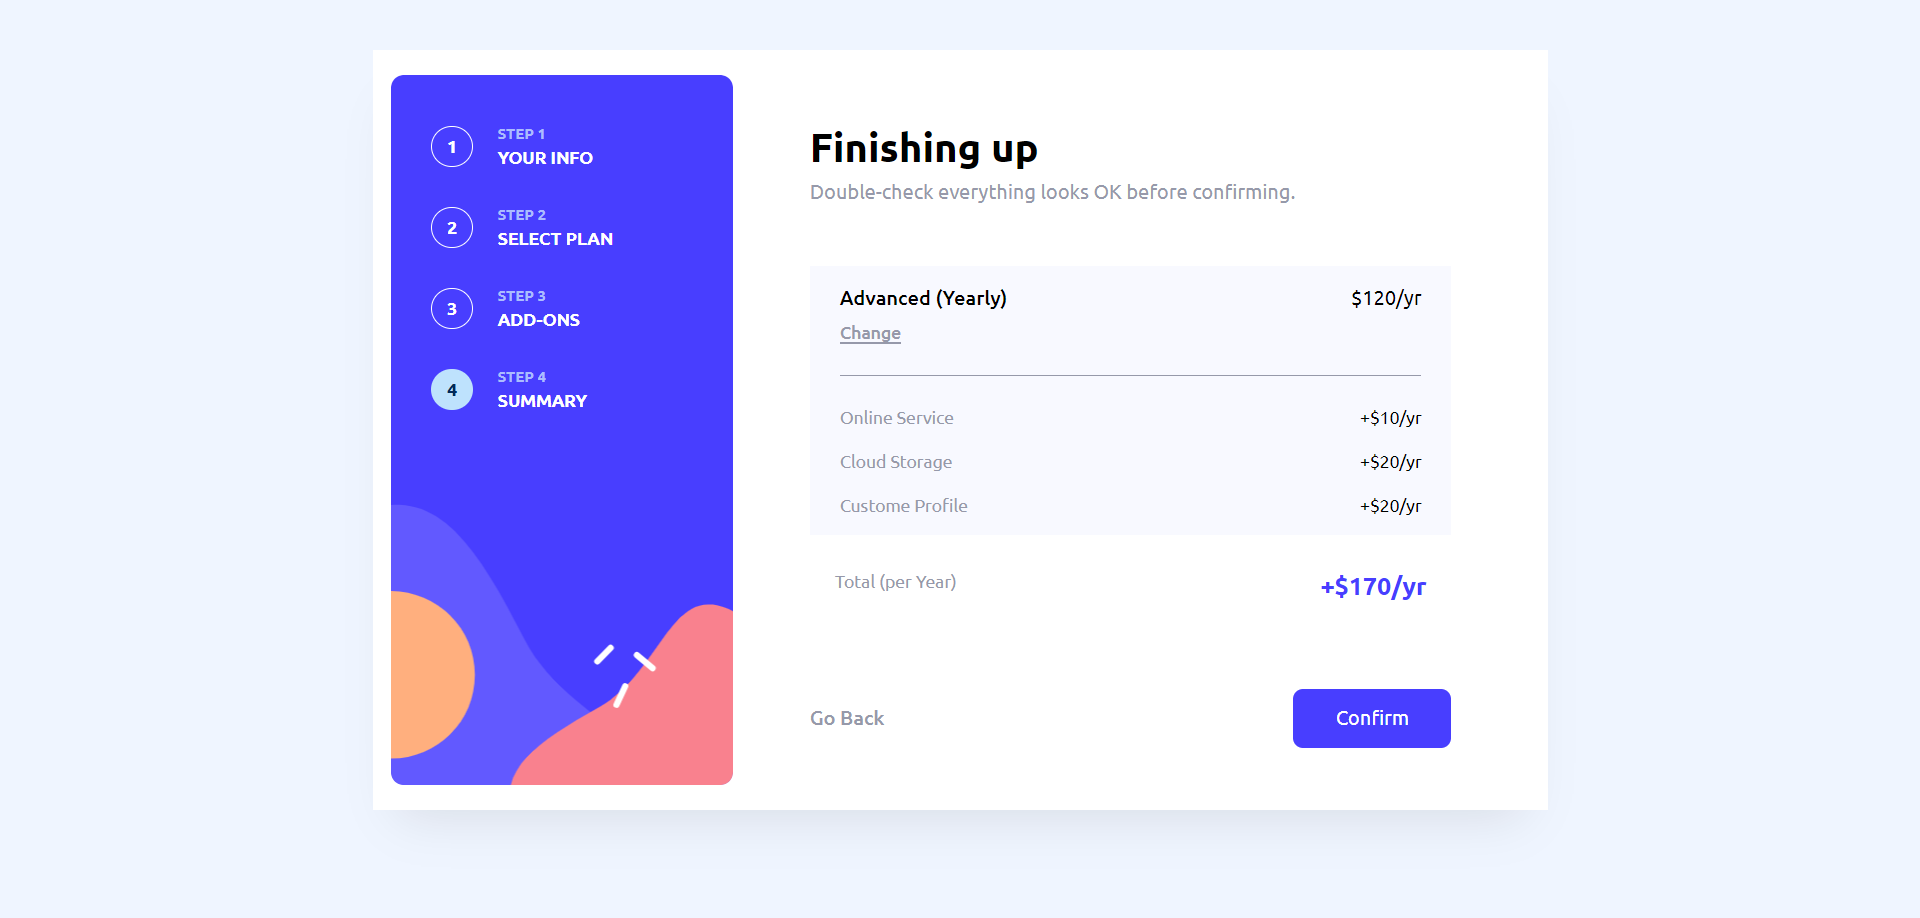 1
STEP 1
YOUR INFO
2
STEP 2
SELECT PLAN
3
STEP 3
ADD-ONS
4
STEP 4
SUMMARY
Finishing up
Double-check everything looks OK before confirming.
Advanced (Yearly) $120/yr
Change
Online Service +$10/yr
Cloud Storage +$20/yr
Custome Profile +$20/yr
Total (per Year) +$170/yr
Go Back Confirm